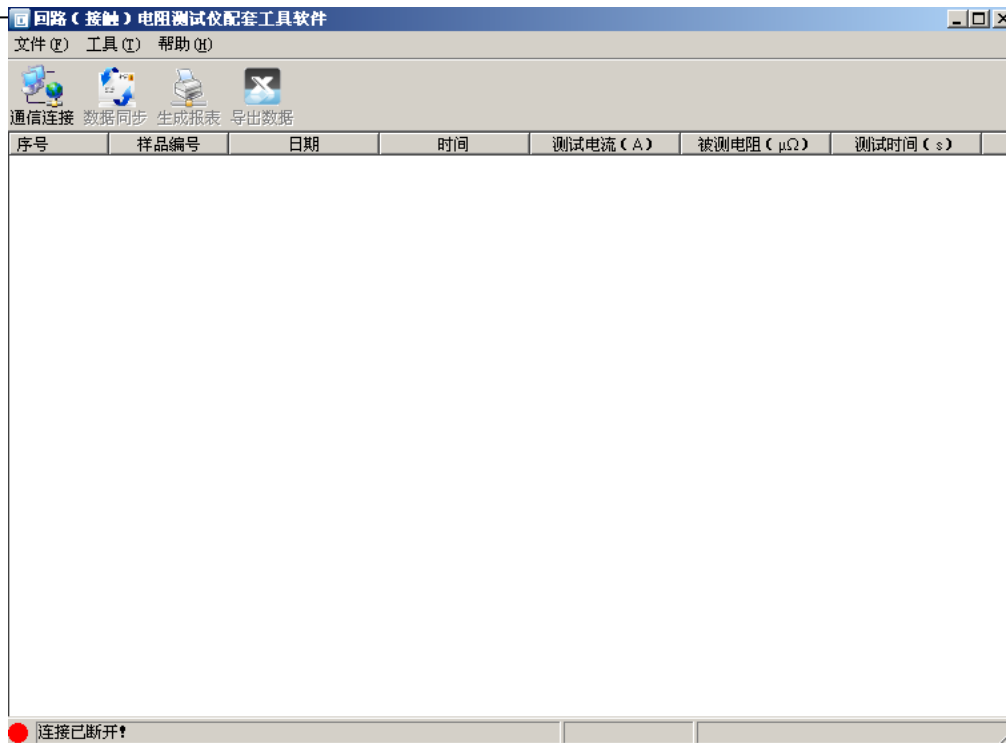 回路（接触）电阻测试仪配套工具软件
文件(F) 工具(T) 帮助(H)
通信连接 数据同步 生成报表 导出数据
序号 样品编号 日期 时间 测试电流（A） 被测电阻（μΩ） 测试时间（s）
连接已断开!